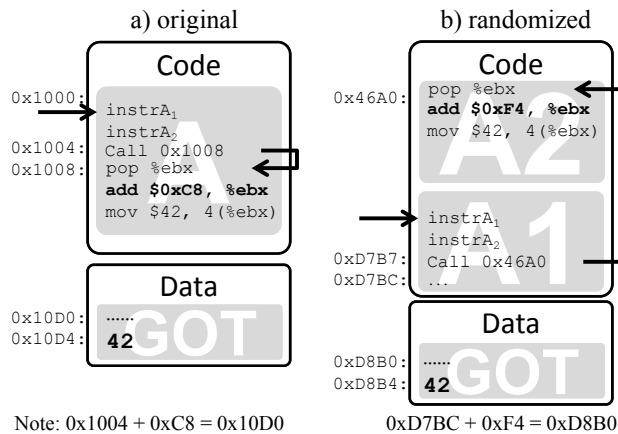 a) original
Code
A
0x1000:
instrA₁
instrA₂
0x1004:
Call 0x1008
0x1008:
pop %ebx
add $0xC8, %ebx
mov $42, 4(%ebx)
Data
GOT
0x10D0:
......
0x10D4:
42
Note: 0x1004 + 0xC8 = 0x10D0
b) randomized
Code
A2
pop %ebx
0x46A0:
add $0xF4, %ebx
mov $42, 4(%ebx)
A1
instrA₁
instrA₂
0xD7B7:
Call 0x46A0
0xD7BC:
...
Data
GOT
0xD8B0:
......
0xD8B4:
42
0xD7BC + 0xF4 = 0xD8B0